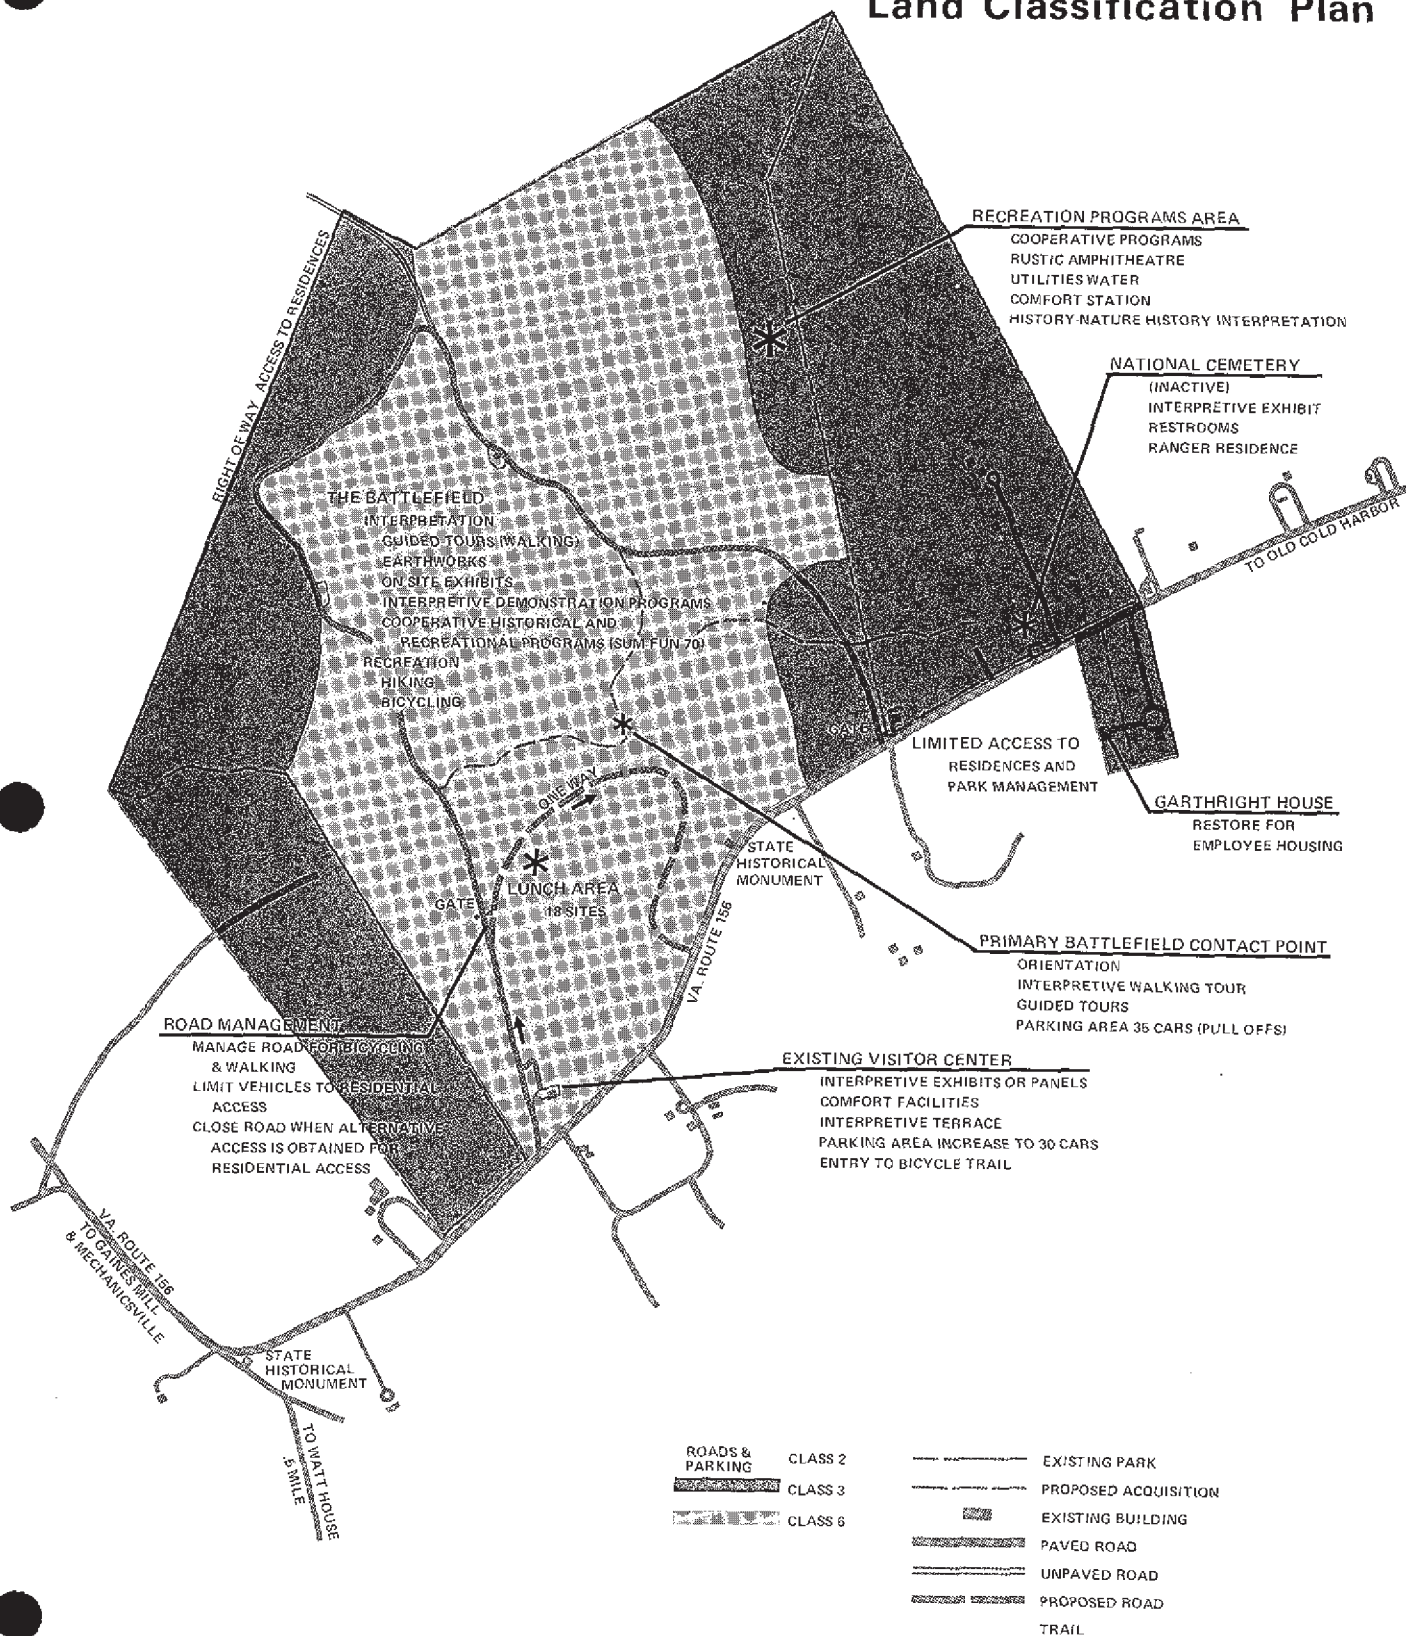 Land Classification Plan
RECREATION PROGRAMS AREA
COOPERATIVE PROGRAMS
RUSTIC AMPHITHEATRE
UTILITIES WATER
COMFORT STATION
HISTORY-NATURE HISTORY INTERPRETATION
NATIONAL CEMETERY
(INACTIVE)
INTERPRETIVE EXHIBIT
RESTROOMS
RANGER RESIDENCE
RIGHT OF WAY ACCESS TO RESIDENCES
TO OLD COLD HARBOR
THE BATTLEFIELD
INTERPRETATION
GUIDED TOURS (WALKING)
EARTHWORKS
ON SITE EXHIBITS
INTERPRETIVE DEMONSTRATION PROGRAMS
COOPERATIVE HISTORICAL AND
RECREATIONAL PROGRAMS (SUM-FUN 70)
RECREATION
HIKING
BICYCLING
GATE
LIMITED ACCESS TO
RESIDENCES AND
PARK MANAGEMENT
GARTHRIGHT HOUSE
RESTORE FOR
EMPLOYEE HOUSING
ONE WAY
STATE
HISTORICAL
MONUMENT
LUNCH AREA
18 SITES
GATE
VA. ROUTE 156
PRIMARY BATTLEFIELD CONTACT POINT
ORIENTATION
INTERPRETIVE WALKING TOUR
GUIDED TOURS
PARKING AREA 35 CARS (PULL OFFS)
ROAD MANAGEMENT
MANAGE ROAD FOR BICYCLING
& WALKING
LIMIT VEHICLES TO RESIDENTIAL
ACCESS
CLOSE ROAD WHEN ALTERNATIVE
ACCESS IS OBTAINED FOR
RESIDENTIAL ACCESS
EXISTING VISITOR CENTER
INTERPRETIVE EXHIBITS OR PANELS
COMFORT FACILITIES
INTERPRETIVE TERRACE
PARKING AREA INCREASE TO 30 CARS
ENTRY TO BICYCLE TRAIL
VA. ROUTE 156
TO GAINES MILL
& MECHANICSVILLE
STATE
HISTORICAL
MONUMENT
TO WATT HOUSE
.5 MILE
ROADS &
PARKING
CLASS 2
CLASS 3
CLASS 6
EXISTING PARK
PROPOSED ACQUISITION
EXISTING BUILDING
PAVED ROAD
UNPAVED ROAD
PROPOSED ROAD
TRAIL